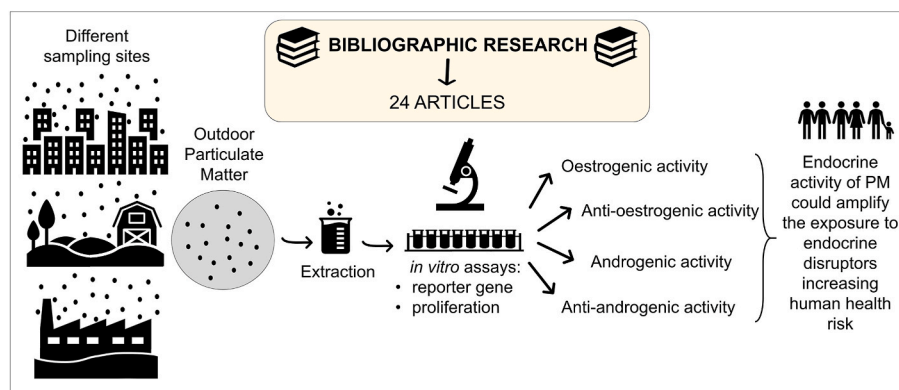 Different
sampling sites
BIBLIOGRAPHIC RESEARCH
24 ARTICLES
Outdoor
Particulate
Matter
Extraction
in vitro assays:
• reporter gene
• proliferation
Oestrogenic activity
Anti-oestrogenic activity
Androgenic activity
Anti-androgenic activity
Endocrine
activity of PM
could amplify
the exposure to
endocrine
disruptors
increasing
human health
risk